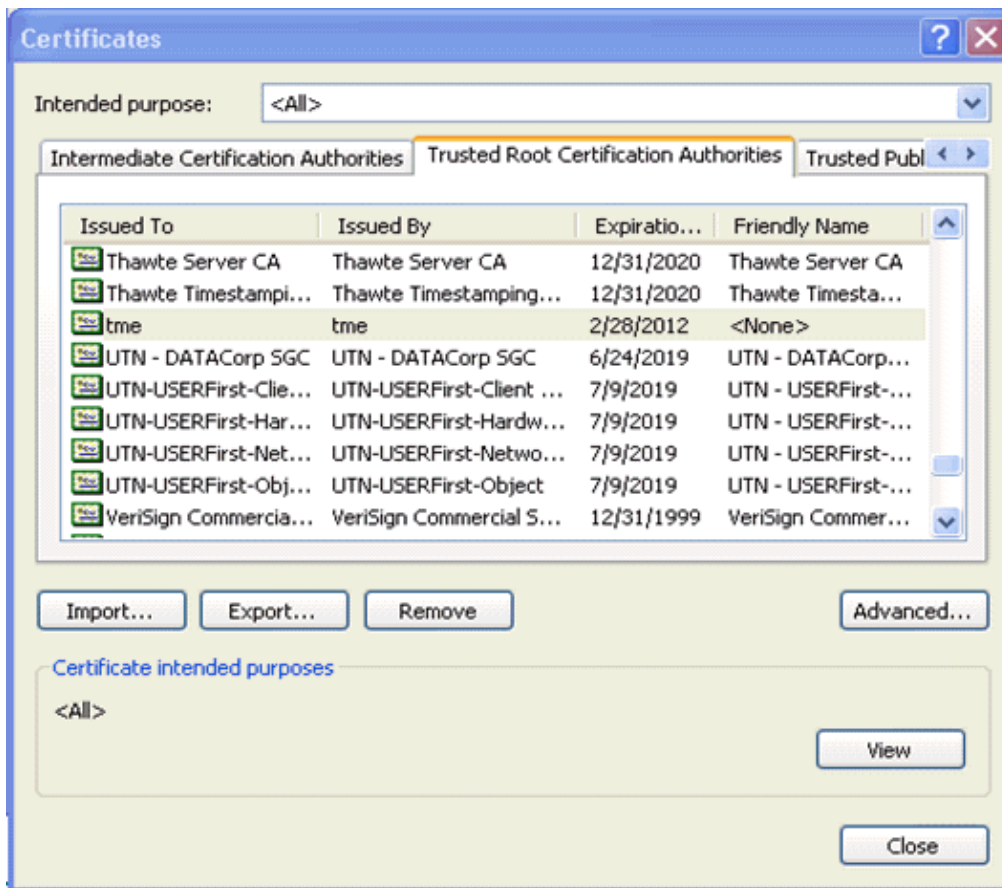 Certificates
Intended purpose: <All>
Intermediate Certification Authorities Trusted Root Certification Authorities Trusted Publ
Issued To Issued By Expiratio... Friendly Name
Thawte Server CA Thawte Server CA 12/31/2020 Thawte Server CA
Thawte Timestampi... Thawte Timestamping... 12/31/2020 Thawte Timesta...
tme tme 2/28/2012 <None>
UTN - DATACorp SGC UTN - DATACorp SGC 6/24/2019 UTN - DATACorp...
UTN-USERFirst-Clie... UTN-USERFirst-Client ... 7/9/2019 UTN - USERFirst-...
UTN-USERFirst-Har... UTN-USERFirst-Hardw... 7/9/2019 UTN - USERFirst-...
UTN-USERFirst-Net... UTN-USERFirst-Netwo... 7/9/2019 UTN - USERFirst-...
UTN-USERFirst-Obj... UTN-USERFirst-Object 7/9/2019 UTN - USERFirst-...
VeriSign Commercia... VeriSign Commercial S... 12/31/1999 VeriSign Commer...
Import... Export... Remove Advanced...
Certificate intended purposes
<All>
View
Close